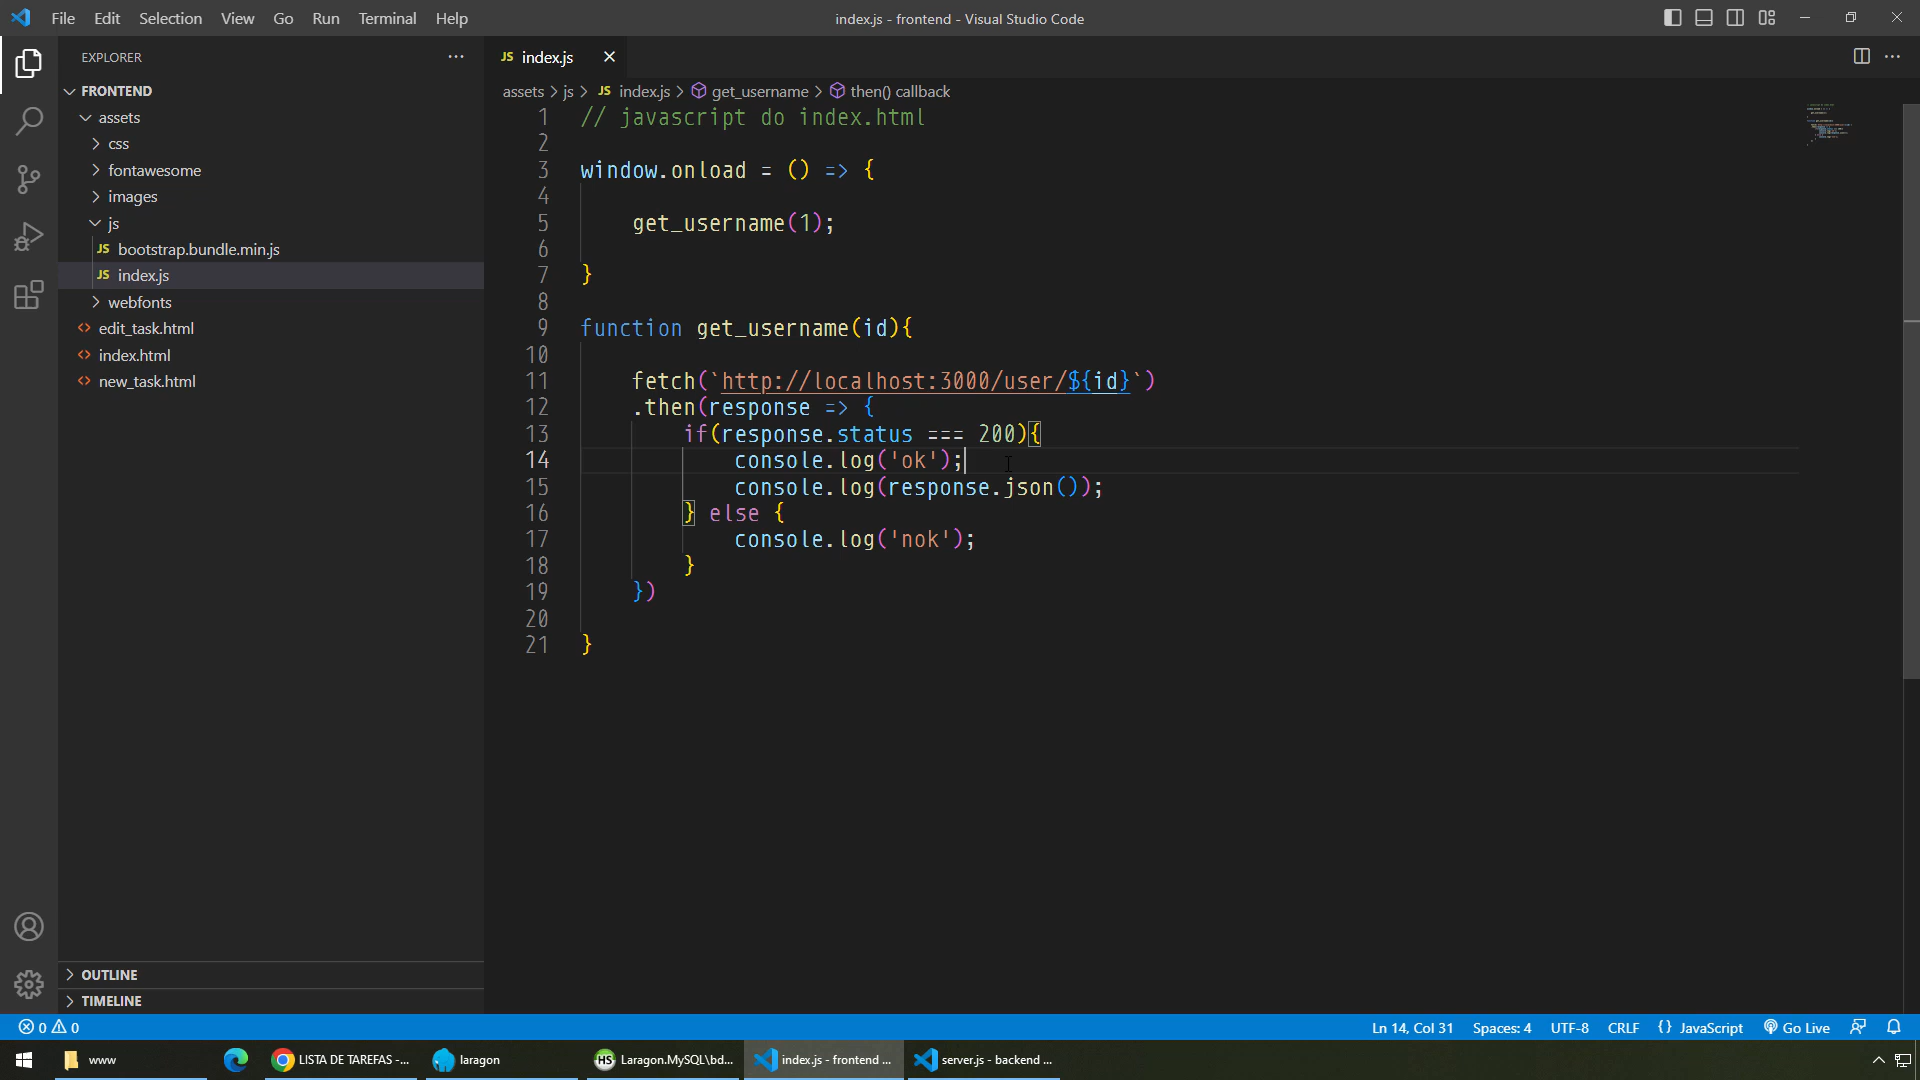 File Edit Selection View Go Run Terminal Help
index.js - frontend - Visual Studio Code
EXPLORER
FRONTEND
assets
css
fontawesome
images
js
JS bootstrap.bundle.min.js
JS index.js
webfonts
<> edit_task.html
<> index.html
<> new_task.html
OUTLINE
TIMELINE
JS index.js
assets > js > JS index.js > get_username > then() callback
1 // javascript do index.html
2
3 window.onload = () => {
4
5 get_username(1);
6
7 }
8
9 function get_username(id){
10
11 fetch(`http://localhost:3000/user/${id}`)
12 .then(response => {
13 if(response.status === 200){
14 console.log('ok');
15 console.log(response.json());
16 } else {
17 console.log('nok');
18 }
19 })
20
21 }
0 0
Ln 14, Col 31 Spaces: 4 UTF-8 CRLF {} JavaScript Go Live
www
LISTA DE TAREFAS -...
laragon
HS Laragon.MySQL\bd...
index.js - frontend ...
server.js - backend ...